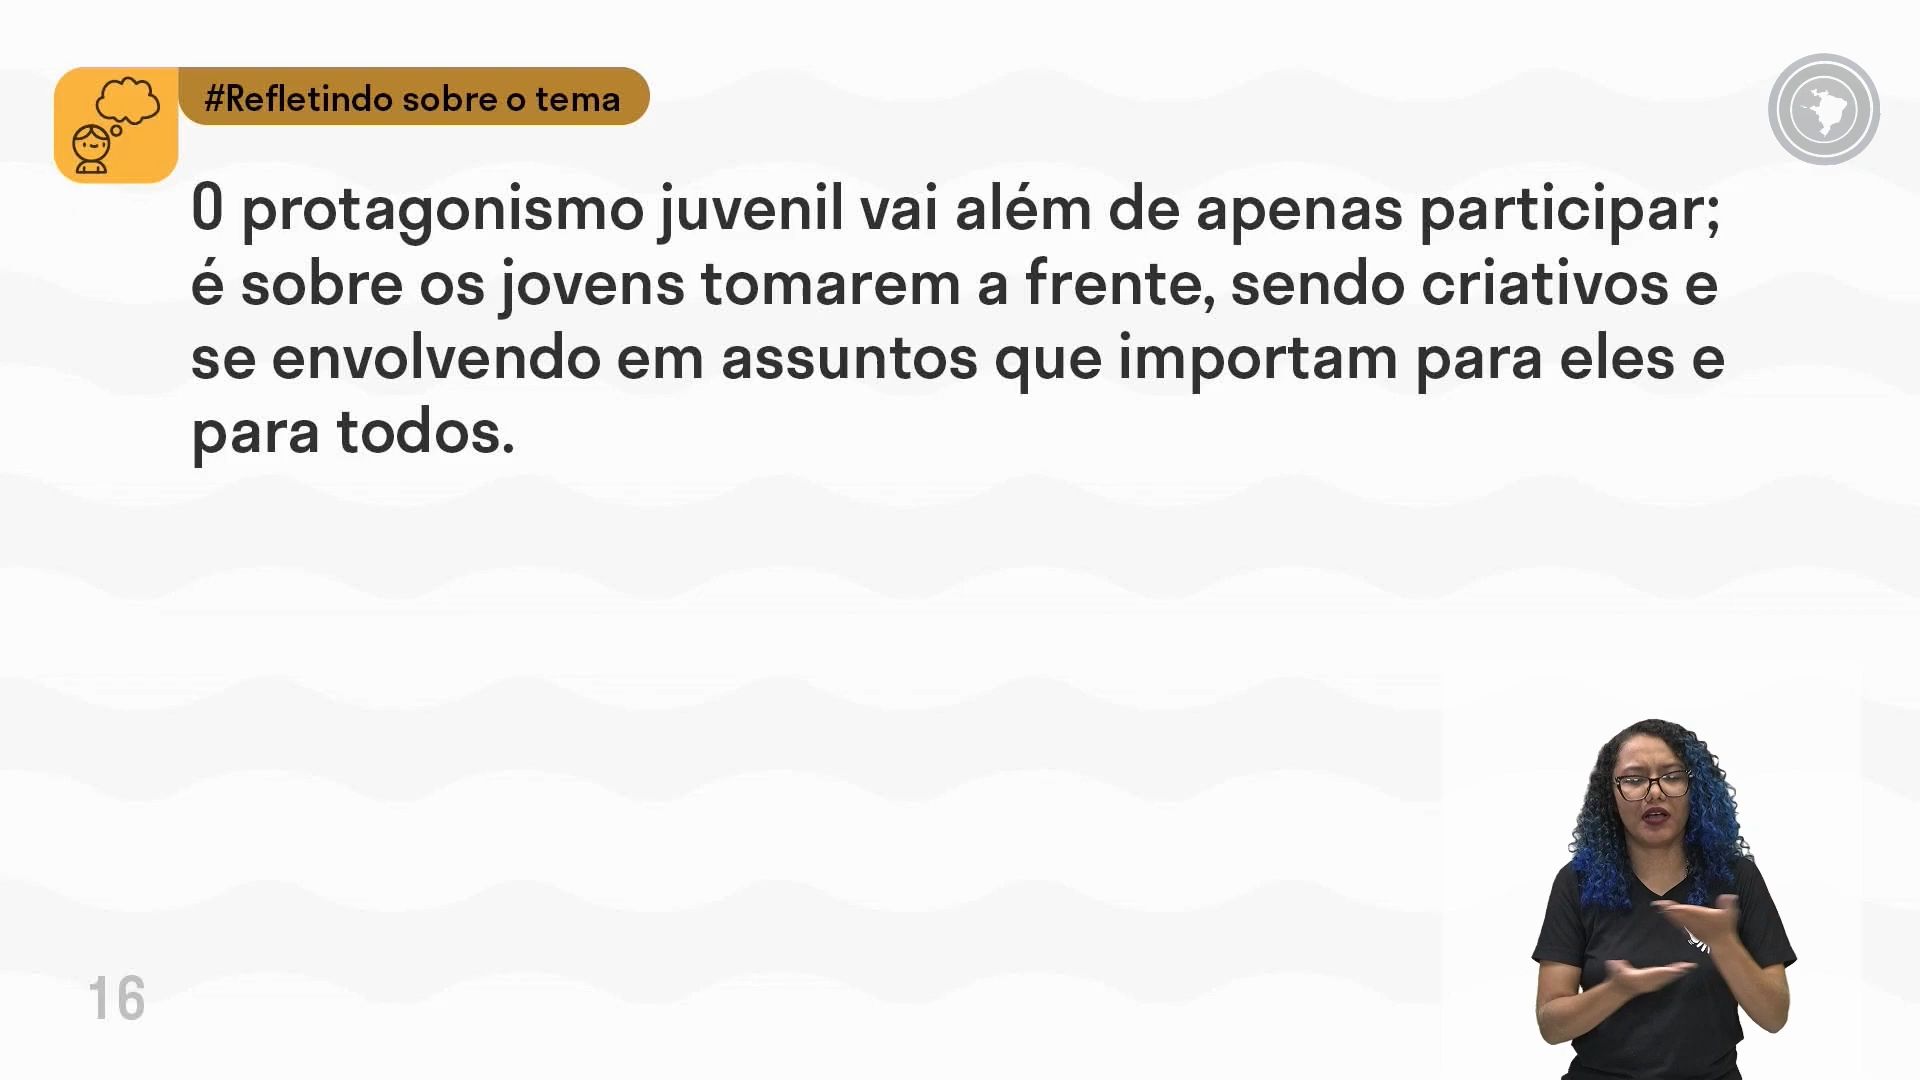 #Refletindo sobre o tema
O protagonismo juvenil vai além de apenas participar;
é sobre os jovens tomarem a frente, sendo criativos e
se envolvendo em assuntos que importam para eles e
para todos.
16